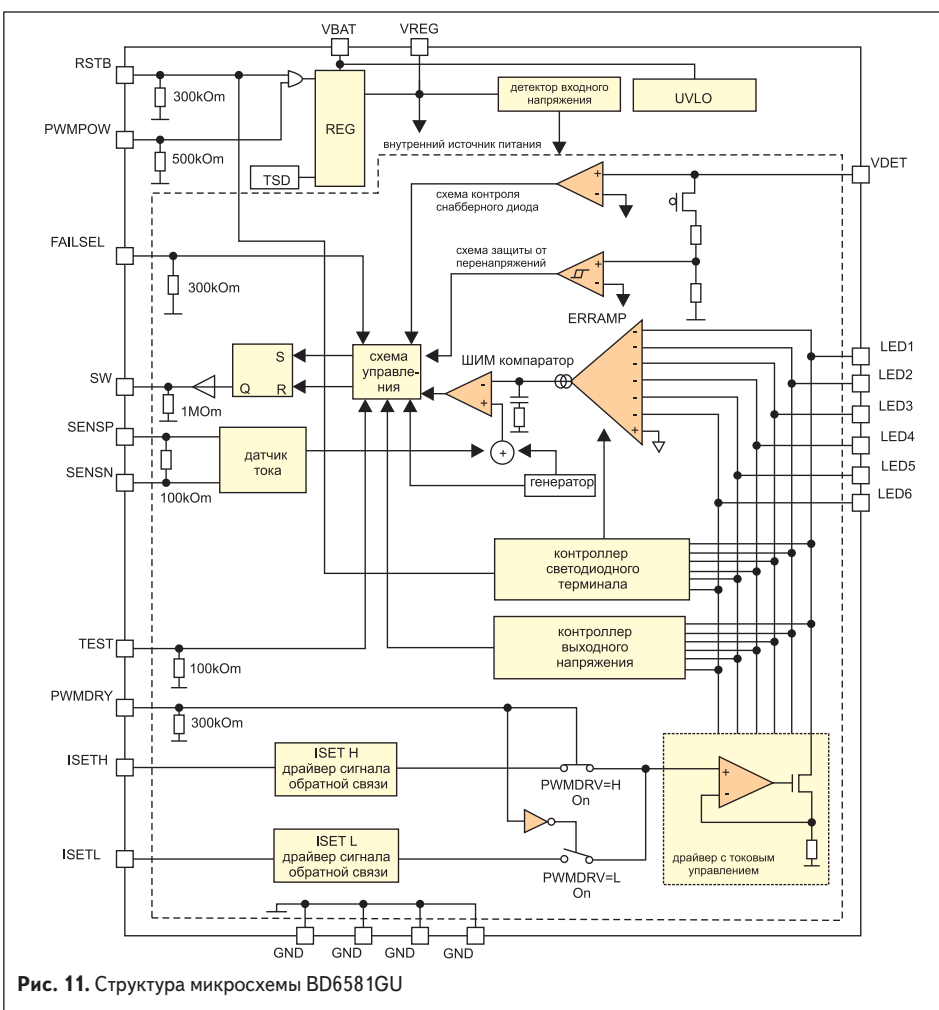 VBAT
VREG
RSTB
300kOm
PWMPOW
500kOm
REG
TSD
детектор входного
напряжения
UVLO
внутренний источник питания
VDET
схема контроля
снабберного диода
+
-
FAILSEL
300kOm
схема защиты от
перенапряжений
+
-
ERRAMP
S
Q
R
схема
управле-
ния
ШИМ компаратор
-
+
-
-
-
-
-
-
+
LED1
LED2
LED3
LED4
LED5
LED6
SW
1MOm
SENSP
SENSN
100kOm
датчик
тока
+
генератор
контроллер
светодиодного
терминала
контроллер
выходного
напряжения
TEST
100kOm
PWMDRY
300kOm
ISETH
ISET H
драйвер сигнала
обратной связи
PWMDRV=H
On
+
-
драйвер с токовым
управлением
ISETL
ISET L
драйвер сигнала
обратной связи
PWMDRV=L
On
GND
GND
GND
GND
Рис. 11. Структура микросхемы BD6581GU